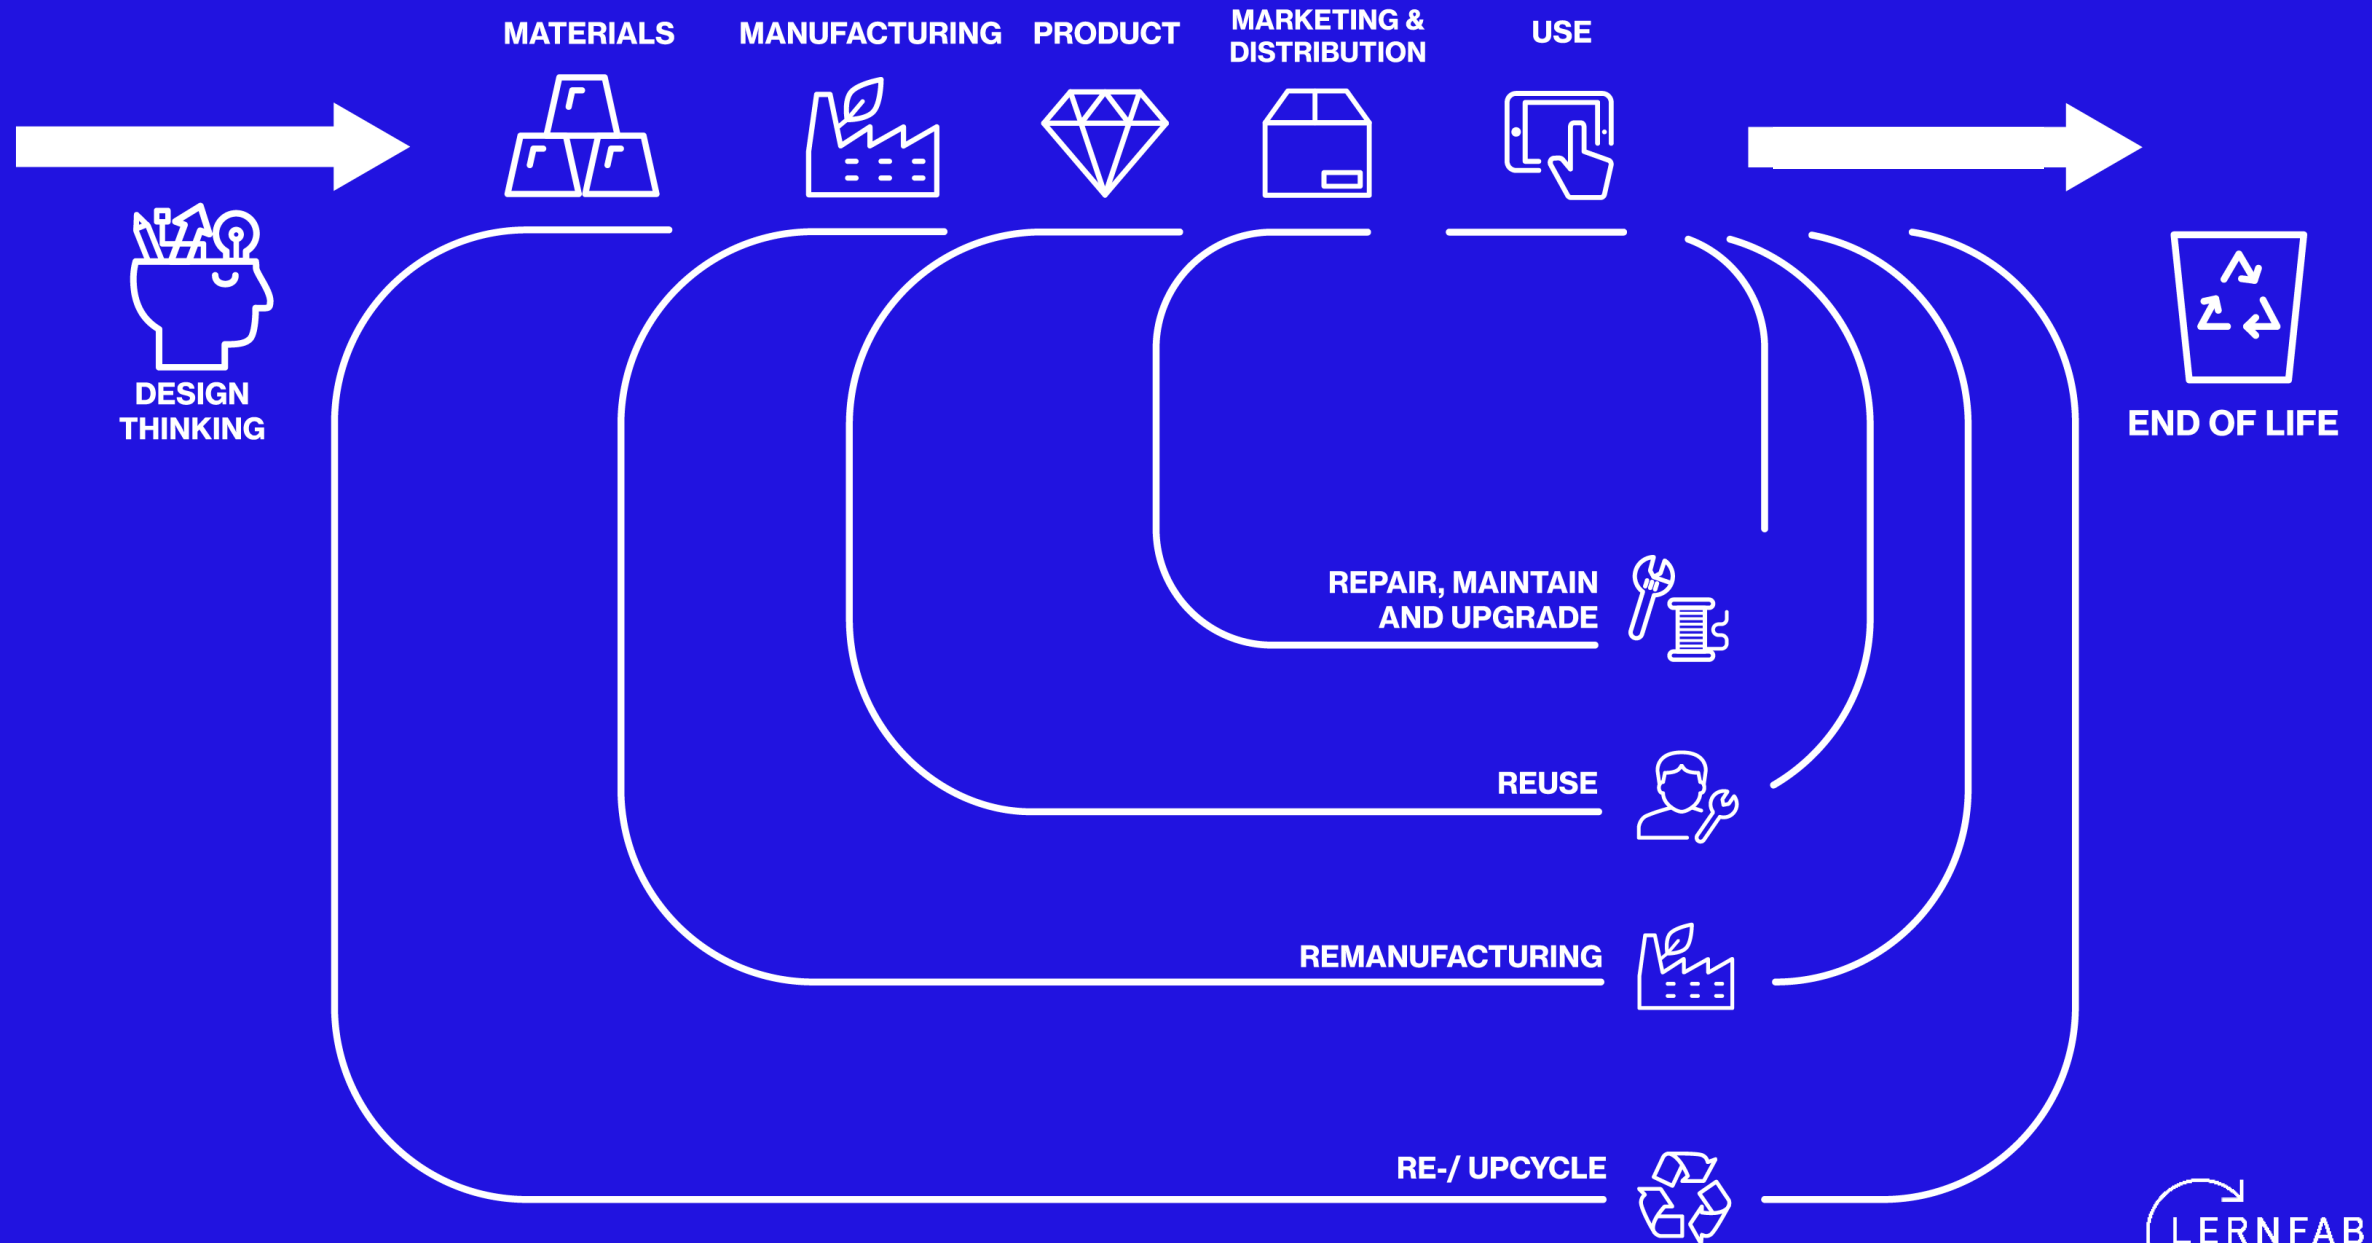 MATERIALS
MANUFACTURING
PRODUCT
MARKETING &
DISTRIBUTION
USE
DESIGN
THINKING
END OF LIFE
REPAIR, MAINTAIN
AND UPGRADE
REUSE
REMANUFACTURING
RE-/ UPCYCLE
LERNFAB